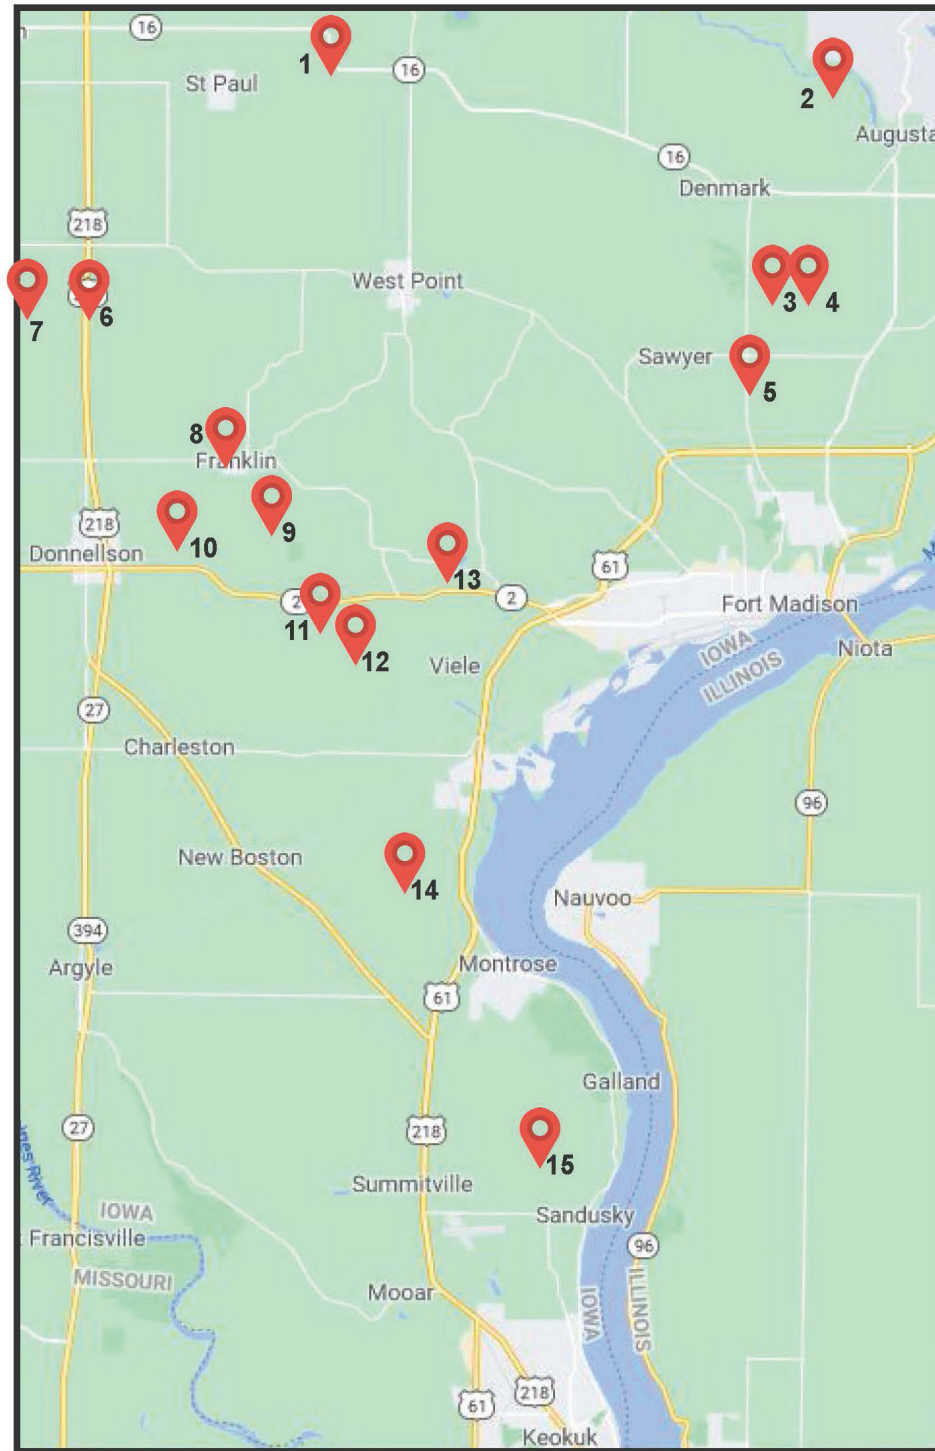 16
1
16
St Paul
2
Augusta
16
Denmark
218
West Point
3
4
7
6
Sawyer
5
8
Franklin
9
218
10
Donnellson
13
61
2
2
11
12
Fort Madison
IOWA
ILLINOIS
Niota
Viele
27
Charleston
96
14
New Boston
Nauvoo
394
Argyle
Montrose
61
Galland
27
218
15
Summitville
Sandusky
IOWA
Francisville
MISSOURI
96
Mooar
IOWA
ILLINOIS
218
61
Keokuk